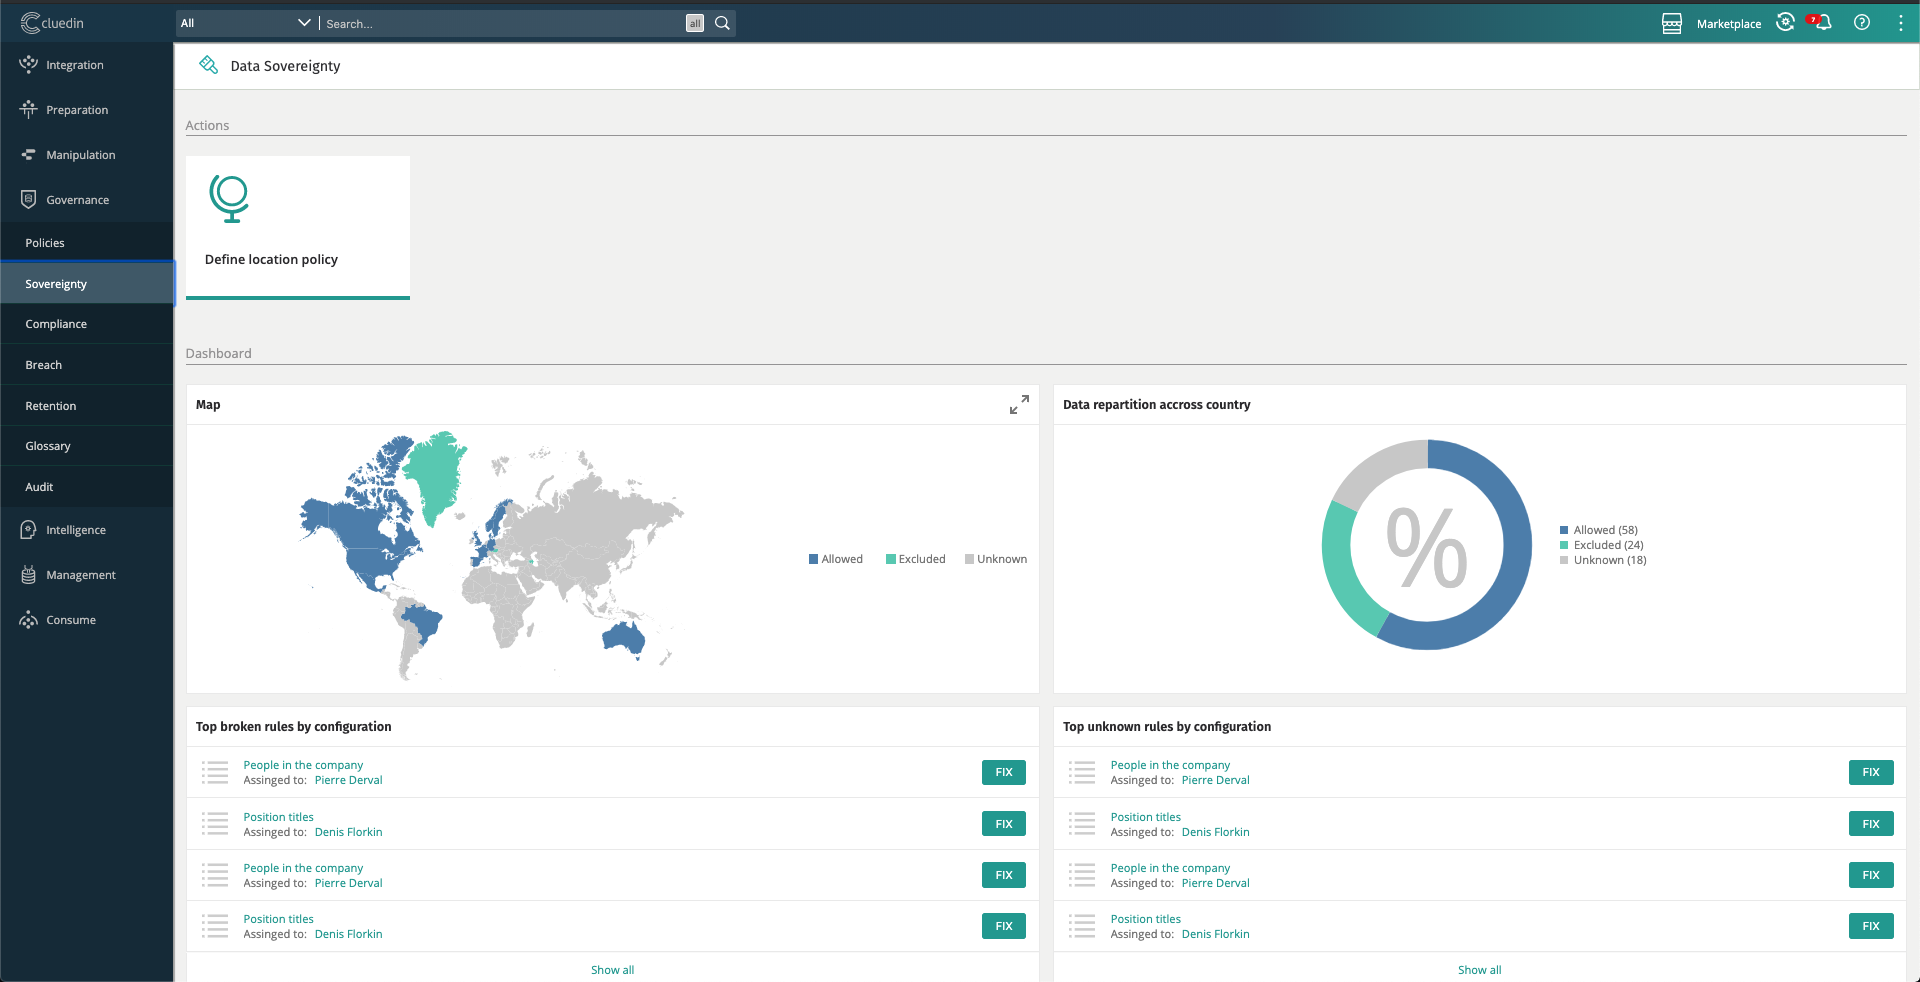 cluedin
All
Search...
all
Marketplace
7
Integration
Preparation
Manipulation
Governance
Policies
Sovereignty
Compliance
Breach
Retention
Glossary
Audit
Intelligence
Management
Consume
Data Sovereignty
Actions
Define location policy
Dashboard
Map
Allowed
Excluded
Unknown
Data repartition accross country
%
Allowed (58)
Excluded (24)
Unknown (18)
Top broken rules by configuration
People in the company
Assinged to: Pierre Derval
FIX
Position titles
Assinged to: Denis Florkin
FIX
People in the company
Assinged to: Pierre Derval
FIX
Position titles
Assinged to: Denis Florkin
FIX
Show all
Top unknown rules by configuration
People in the company
Assinged to: Pierre Derval
FIX
Position titles
Assinged to: Denis Florkin
FIX
People in the company
Assinged to: Pierre Derval
FIX
Position titles
Assinged to: Denis Florkin
FIX
Show all